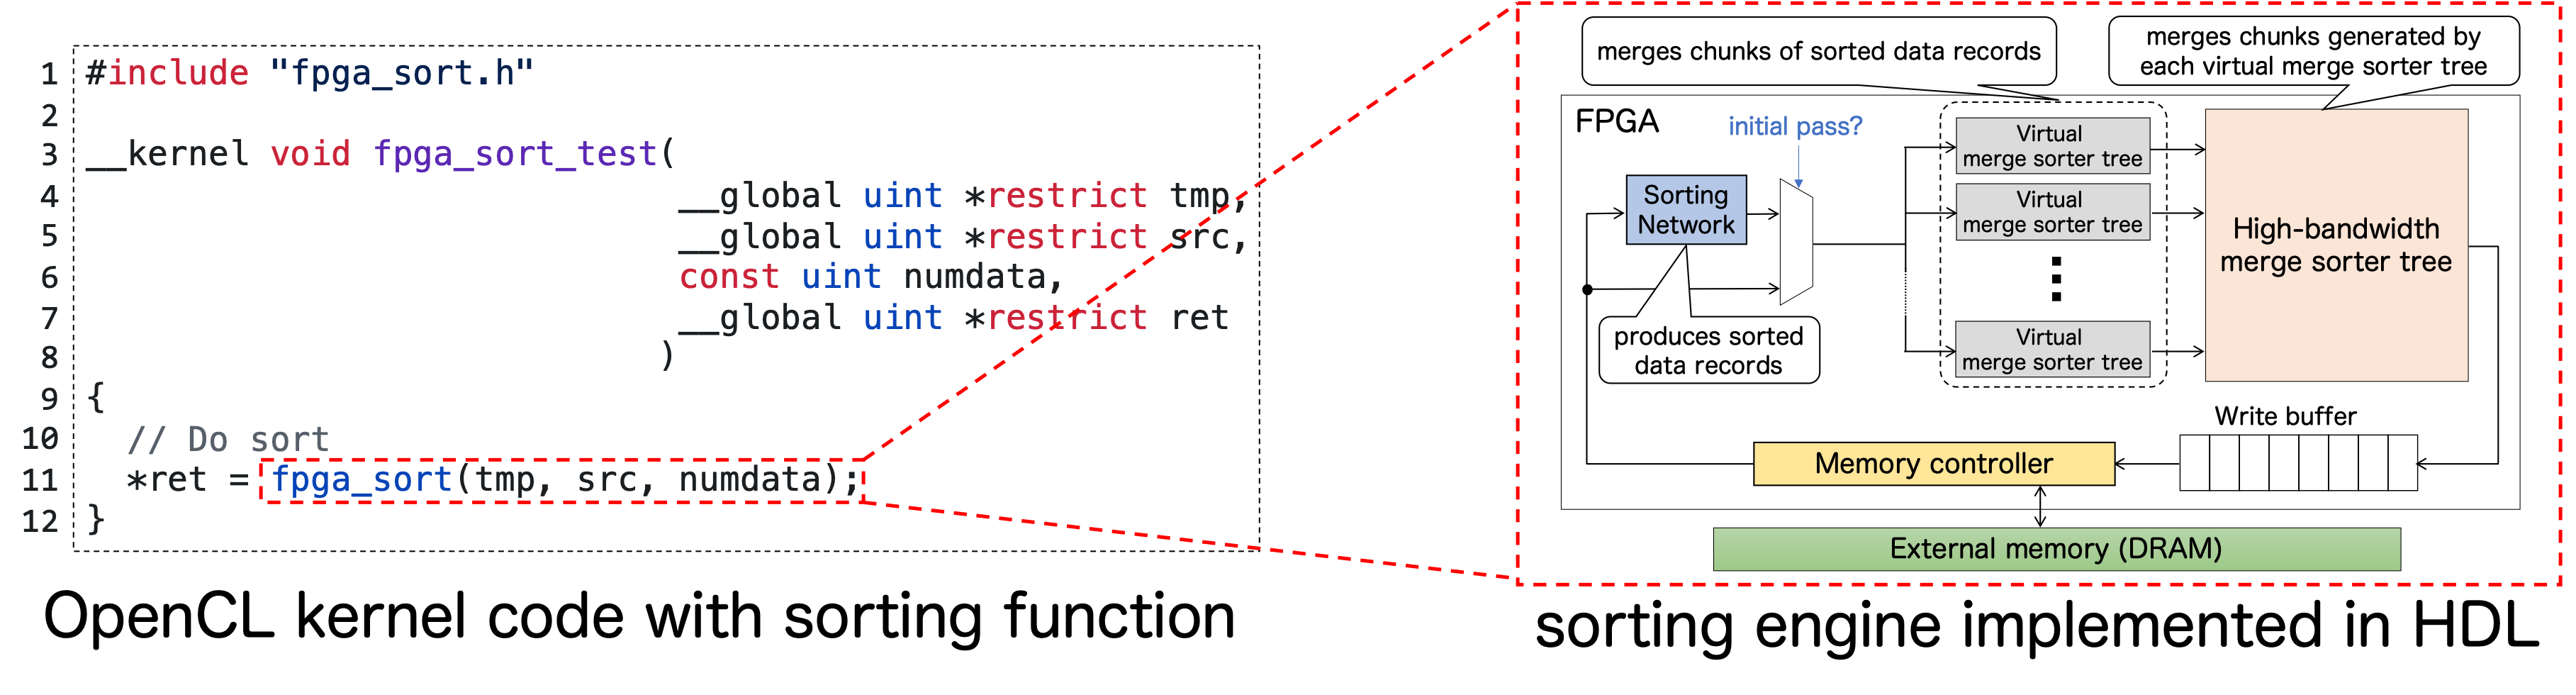 1 #include "fpga_sort.h"
2
3 __kernel void fpga_sort_test(
4 __global uint *restrict tmp,
5 __global uint *restrict src,
6 const uint numdata,
7 __global uint *restrict ret
8 )
9 {
10 // Do sort
11 *ret = fpga_sort(tmp, src, numdata);
12 }
OpenCL kernel code with sorting function
merges chunks of sorted data records
merges chunks generated by
each virtual merge sorter tree
FPGA
initial pass?
Sorting
Network
produces sorted
data records
Virtual
merge sorter tree
Virtual
merge sorter tree
Virtual
merge sorter tree
High-bandwidth
merge sorter tree
Write buffer
Memory controller
External memory (DRAM)
sorting engine implemented in HDL